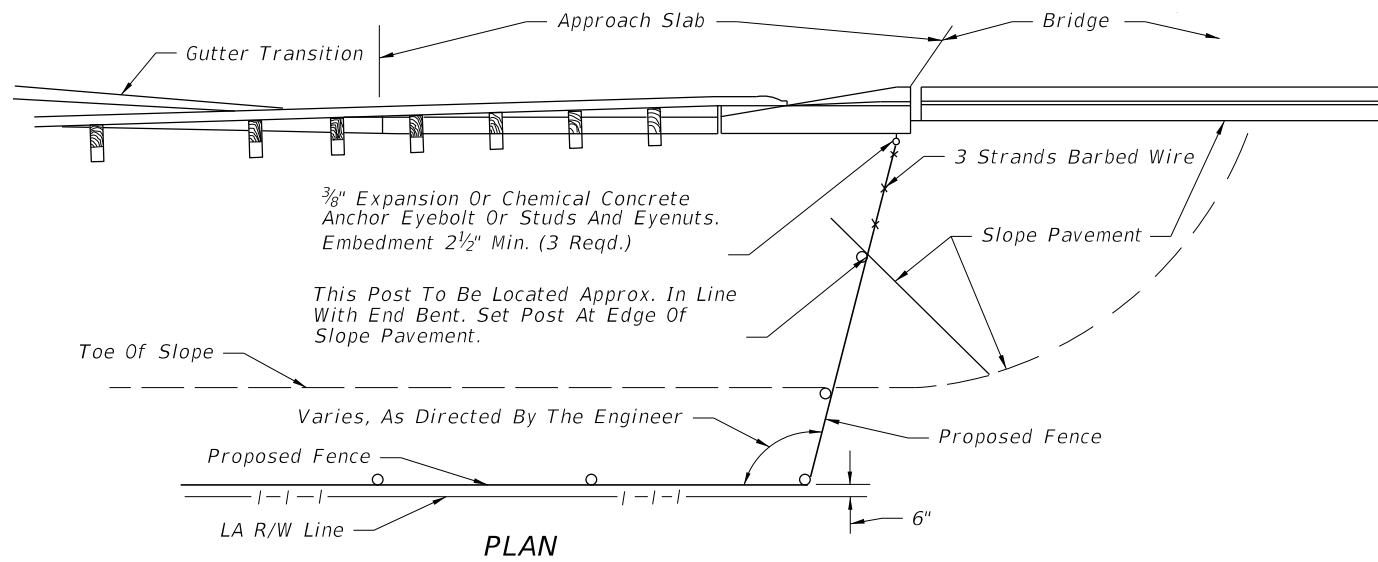 Approach Slab
Bridge
Gutter Transition
3 Strands Barbed Wire
3/8" Expansion Or Chemical Concrete
Anchor Eyebolt Or Studs And Eyenuts.
Embedment 2 1/2" Min. (3 Reqd.)
Slope Pavement
This Post To Be Located Approx. In Line
With End Bent. Set Post At Edge Of
Slope Pavement.
Toe Of Slope
Varies, As Directed By The Engineer
Proposed Fence
Proposed Fence
LA R/W Line
6"
PLAN